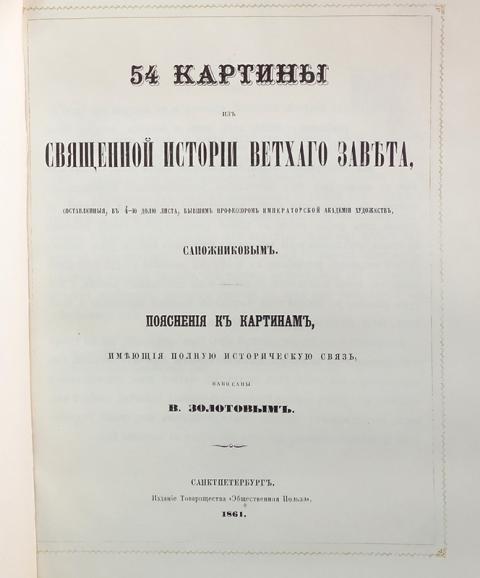 54 КАРТИНЫ
ИЗЪ
СВЯЩЕННОЙ ИСТОРІИ ВЕТХАГО ЗАВѢТА,
СОСТАВЛЕННЫЯ, ВЪ 4-Ю ДОЛЮ ЛИСТА, БЫВШИМЪ ПРОФЕЗОРОМЪ ИМПЕРАТОРСКОЙ АКАДЕМІИ ХУДОЖЕСТВЪ,
САПОЖНИКОВЫМЪ.
ПОЯСНЕНІЯ КЪ КАРТИНАМЪ,
ИМѢЮЩІЯ ПОЛНУЮ ИСТОРИЧЕСКУЮ СВЯЗЬ,
НАПИСАНЫ
В. ЗОЛОТОВЫМЪ.
САНКТПЕТЕРБУРГЪ.
Изданіе Товарищества «Общественная Польза».
1861.